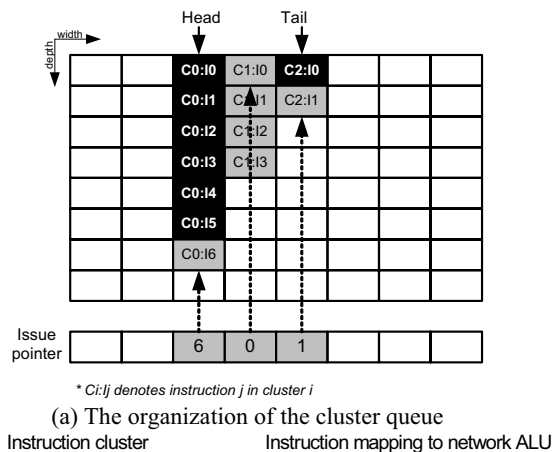 Head Tail
width
depth
C0:I0 C1:I0 C2:I0
C0:I1 C1:I1 C2:I1
C0:I2 C1:I2
C0:I3 C1:I3
C0:I4
C0:I5
C0:I6
Issue pointer 6 0 1
* Ci:Ij denotes instruction j in cluster i
(a) The organization of the cluster queue
Instruction cluster Instruction mapping to network ALU